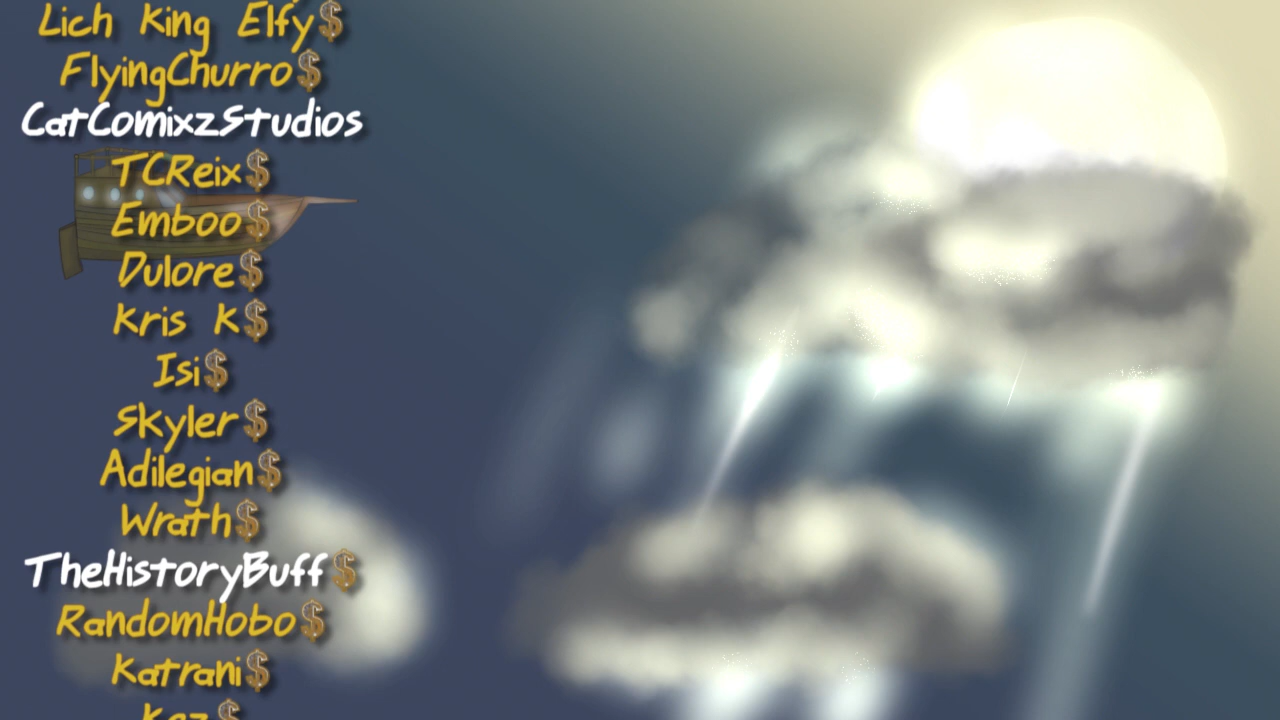 Lich King Elfy$
FlyingChurro$
CatComixzStudios
TCReix$
Emboo$
Dulore$
Kris K$
Isi$
Skyler$
Adilegian$
Wrath$
TheHistoryBuff$
RandomHobo$
Katrani$